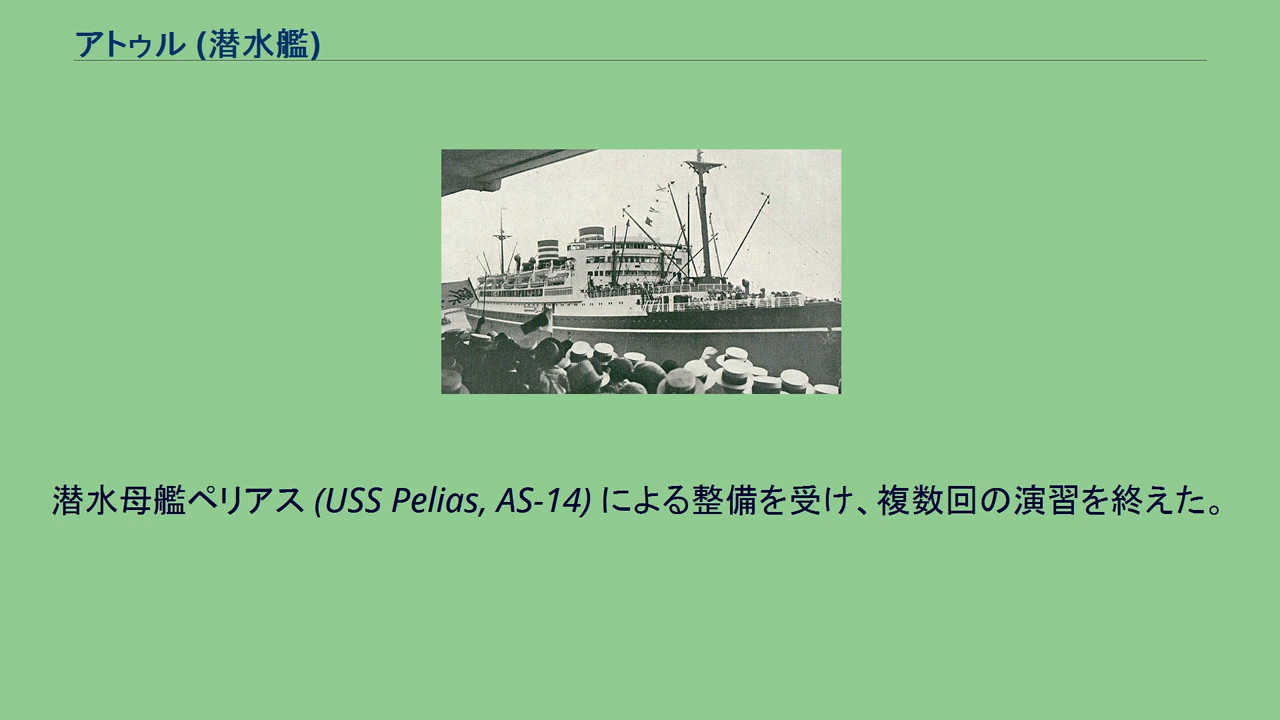 アトゥル (潜水艦)
潜水母艦ペリアス (USS Pelias, AS-14) による整備を受け、複数回の演習を終えた。